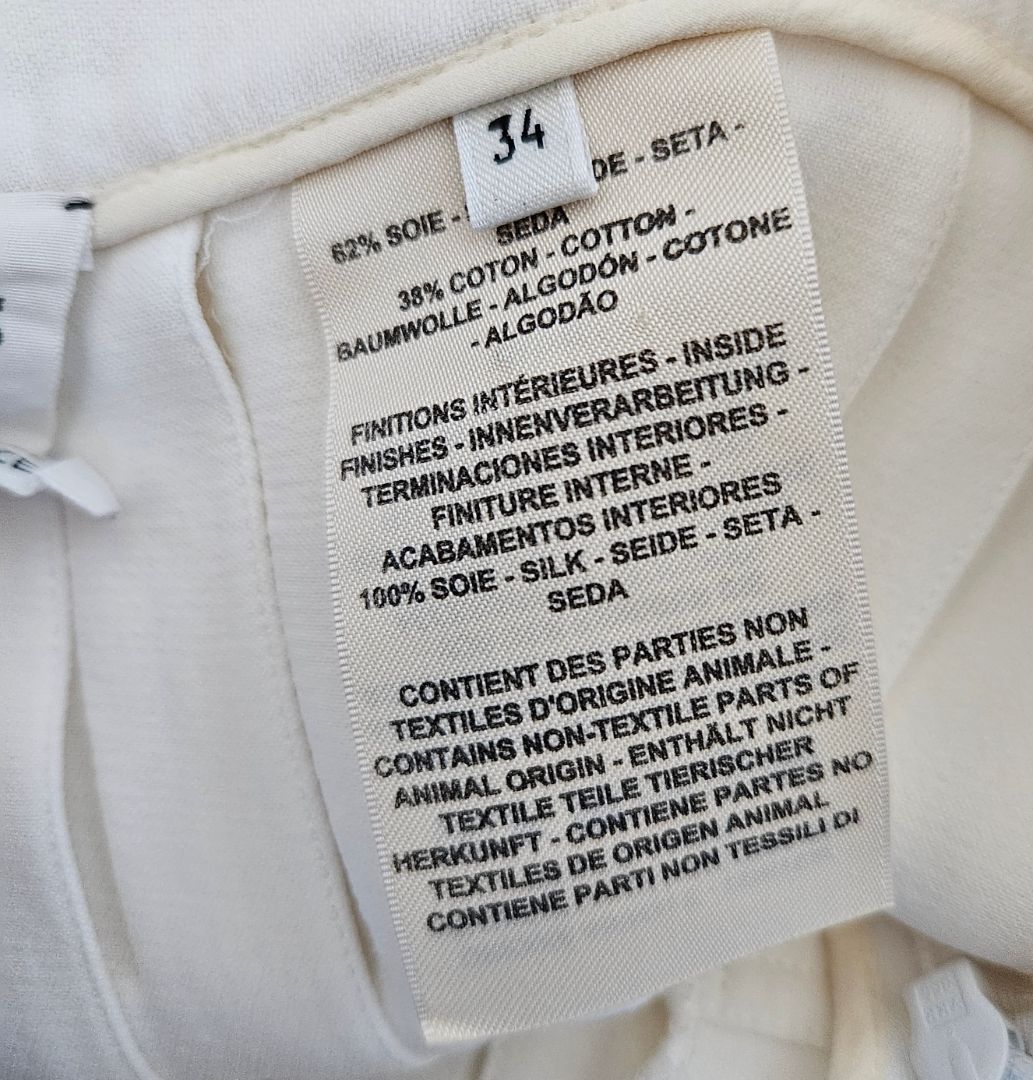 34
62% SOIE - DE - SETA -
SEDA
38% COTON - COTTON -
BAUMWOLLE - ALGODÓN - COTONE
- ALGODÃO
FINITIONS INTÉRIEURES - INSIDE
FINISHES - INNENVERARBEITUNG -
TERMINACIONES INTERIORES -
FINITURE INTERNE -
ACABAMENTOS INTERIORES
100% SOIE - SILK - SEIDE - SETA -
SEDA
CONTIENT DES PARTIES NON
TEXTILES D'ORIGINE ANIMALE -
CONTAINS NON-TEXTILE PARTS OF
ANIMAL ORIGIN - ENTHÄLT NICHT
TEXTILE TEILE TIERISCHER
HERKUNFT - CONTIENE PARTES NO
TEXTILES DE ORIGEN ANIMAL
CONTIENE PARTI NON TESSILI DI